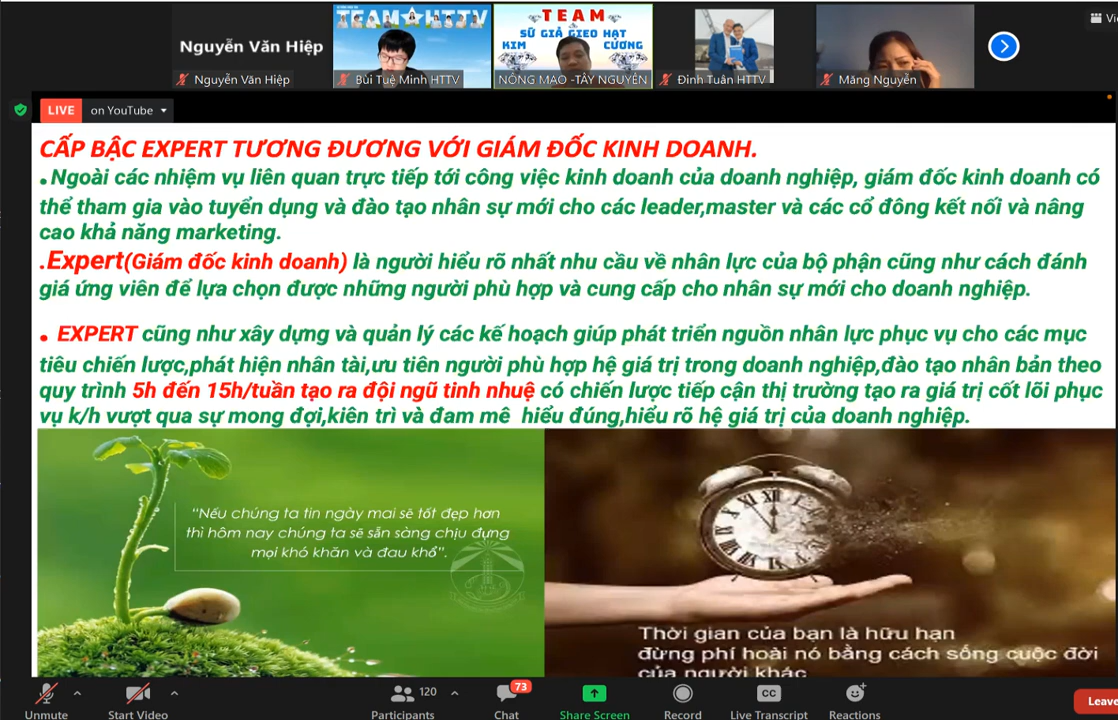 Vi
TEAM★HTTV
TEAM
SỨ GIẢ GIEO HẠT
KIM CƯƠNG
Nguyễn Văn Hiệp
Nguyễn Văn Hiệp
Bùi Tuệ Minh HTTV
NÔNG MẠO -TÂY NGUYÊN
Đinh Tuân HTTV
Măng Nguyễn
LIVE on YouTube
CẤP BẬC EXPERT TƯƠNG ĐƯƠNG VỚI GIÁM ĐỐC KINH DOANH.
.Ngoài các nhiệm vụ liên quan trực tiếp tới công việc kinh doanh của doanh nghiệp, giám đốc kinh doanh có
thể tham gia vào tuyển dụng và đào tạo nhân sự mới cho các leader,master và các cổ đông kết nối và nâng
cao khả năng marketing.
.Expert(Giám đốc kinh doanh) là người hiểu rõ nhất nhu cầu về nhân lực của bộ phận cũng như cách đánh
giá ứng viên để lựa chọn được những người phù hợp và cung cấp cho nhân sự mới cho doanh nghiệp.
. EXPERT cũng như xây dựng và quản lý các kế hoạch giúp phát triển nguồn nhân lực phục vụ cho các mục
tiêu chiến lược,phát hiện nhân tài,ưu tiên người phù hợp hệ giá trị trong doanh nghiệp,đào tạo nhân bản theo
quy trình 5h đến 15h/tuần tạo ra đội ngũ tinh nhuệ có chiến lược tiếp cận thị trường tạo ra giá trị cốt lõi phục
vụ k/h vượt qua sự mong đợi,kiên trì và đam mê hiểu đúng,hiểu rõ hệ giá trị của doanh nghiệp.
"Nếu chúng ta tin ngày mai sẽ tốt đẹp hơn
thì hôm nay chúng ta sẽ sẵn sàng chịu đựng
mọi khó khăn và đau khổ".
Thời gian của bạn là hữu hạn
đừng phí hoài nó bằng cách sống cuộc đời
của người khác
Unmute
Start Video
120
Participants
73
Chat
Share Screen
Record
CC
Live Transcript
Reactions
Leave